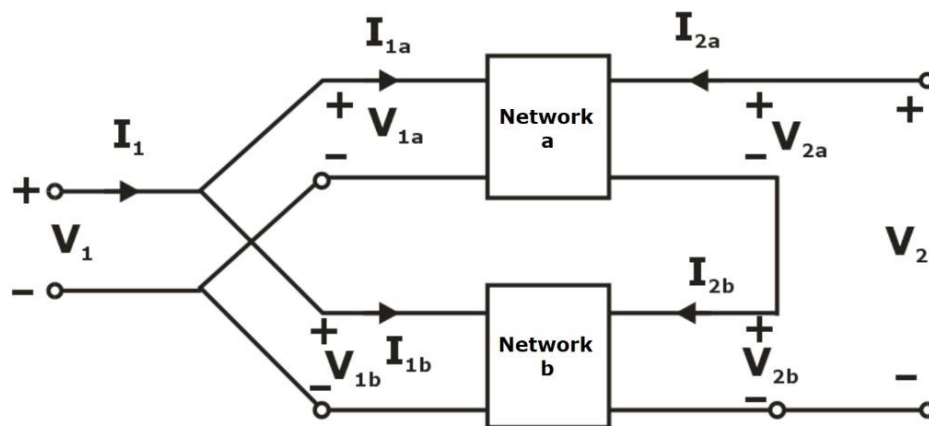 I1a
I2a
+
V1a
-
Network
a
+
V2a
-
+
I1
+
V1
-
V2
I2b
+
V1b
-
I1b
Network
b
+
V2b
-
-